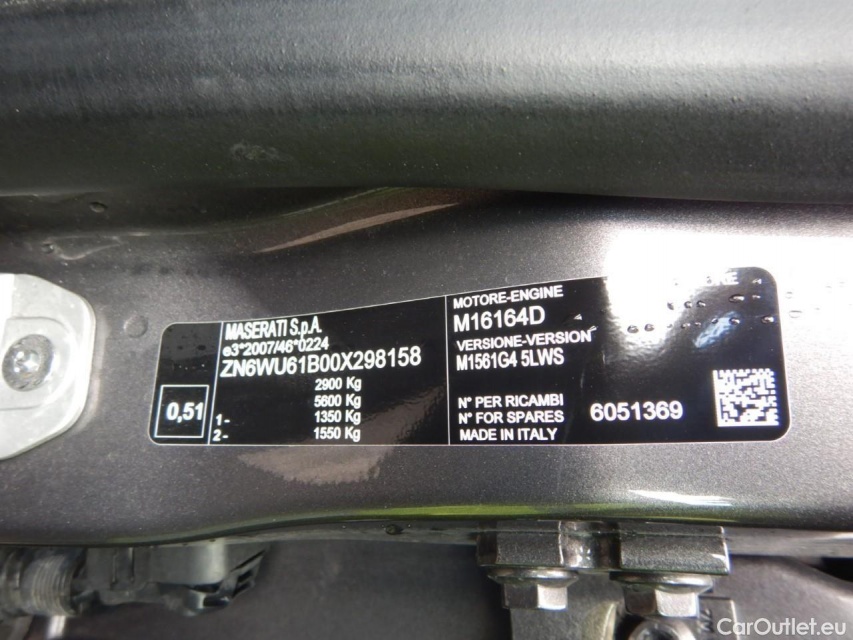 MASERATI S.p.A.
e3*2007/46*0224
ZN6WU61B00X298158
2900 Kg
5600 Kg
1- 1350 Kg
2- 1550 Kg
0,51
MOTORE-ENGINE
M16164D
VERSIONE-VERSION
M1561G4 5LWS
N° PER RICAMBI
N° FOR SPARES 6051369
MADE IN ITALY
CarOutlet.eu